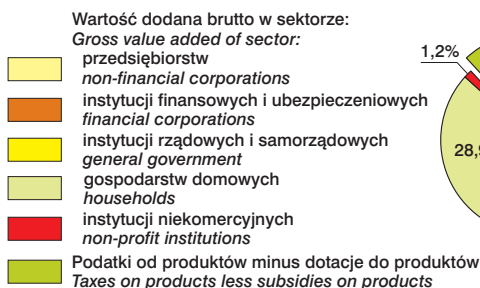 Wartość dodana brutto w sektorze:
Gross value added of sector:
przedsiębiorstw
non-financial corporations
instytucji finansowych i ubezpieczeniowych
financial corporations
instytucji rządowych i samorządowych
general government
gospodarstw domowych
households
instytucji niekomercyjnych
non-profit institutions
Podatki od produktów minus dotacje do produktów
Taxes on products less subsidies on products
1,2%